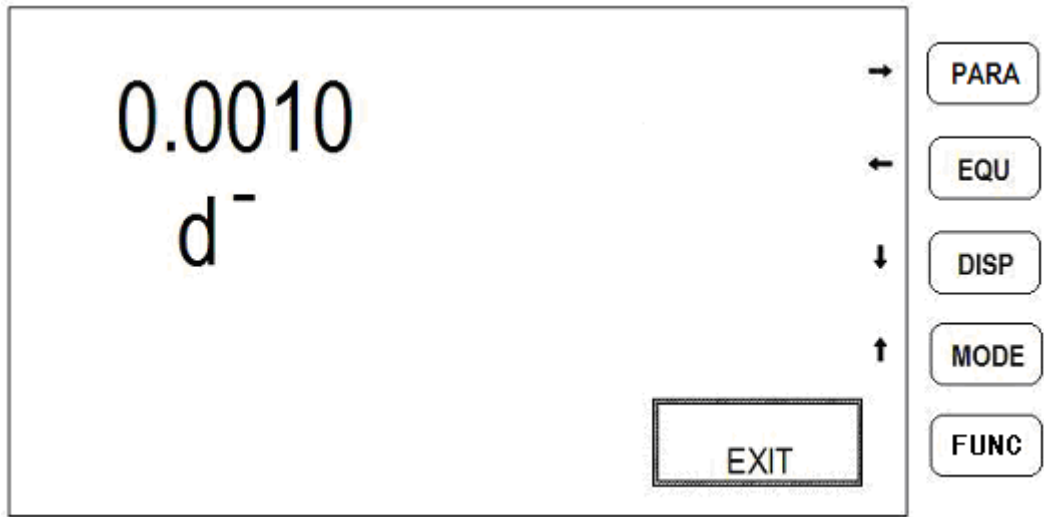 0.0010
d⁻
→ PARA
← EQU
↓ DISP
↑ MODE
EXIT
FUNC